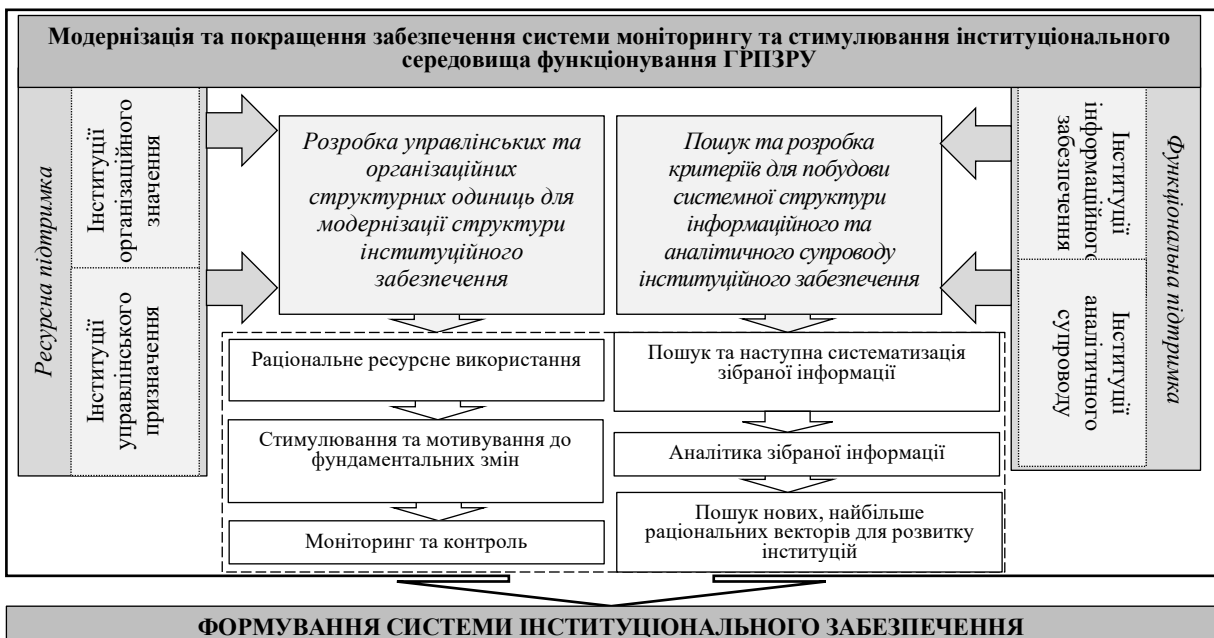 Модернізація та покращення забезпечення системи моніторингу та стимулювання інституціонального
середовища функціонування ГРПЗРУ
Ресурсна підтримка
Інституції
організаційного
значення
Інституції
управлінського
призначення
Розробка управлінських та
організаційних
структурних одиниць для
модернізації структури
інституційного
забезпечення
Пошук та розробка
критеріїв для побудови
системної структури
інформаційного та
аналітичного супроводу
інституційного забезпечення
Інституції
інформаційного
забезпечення
Інституції
аналітичного
супроводу
Функціональна підтримка
Раціональне ресурсне використання
Стимулювання та мотивування до
фундаментальних змін
Моніторинг та контроль
Пошук та наступна систематизація
зібраної інформації
Аналітика зібраної інформації
Пошук нових, найбільше
раціональних векторів для розвитку
інституцій
ФОРМУВАННЯ СИСТЕМИ ІНСТИТУЦІОНАЛЬНОГО ЗАБЕЗПЕЧЕННЯ